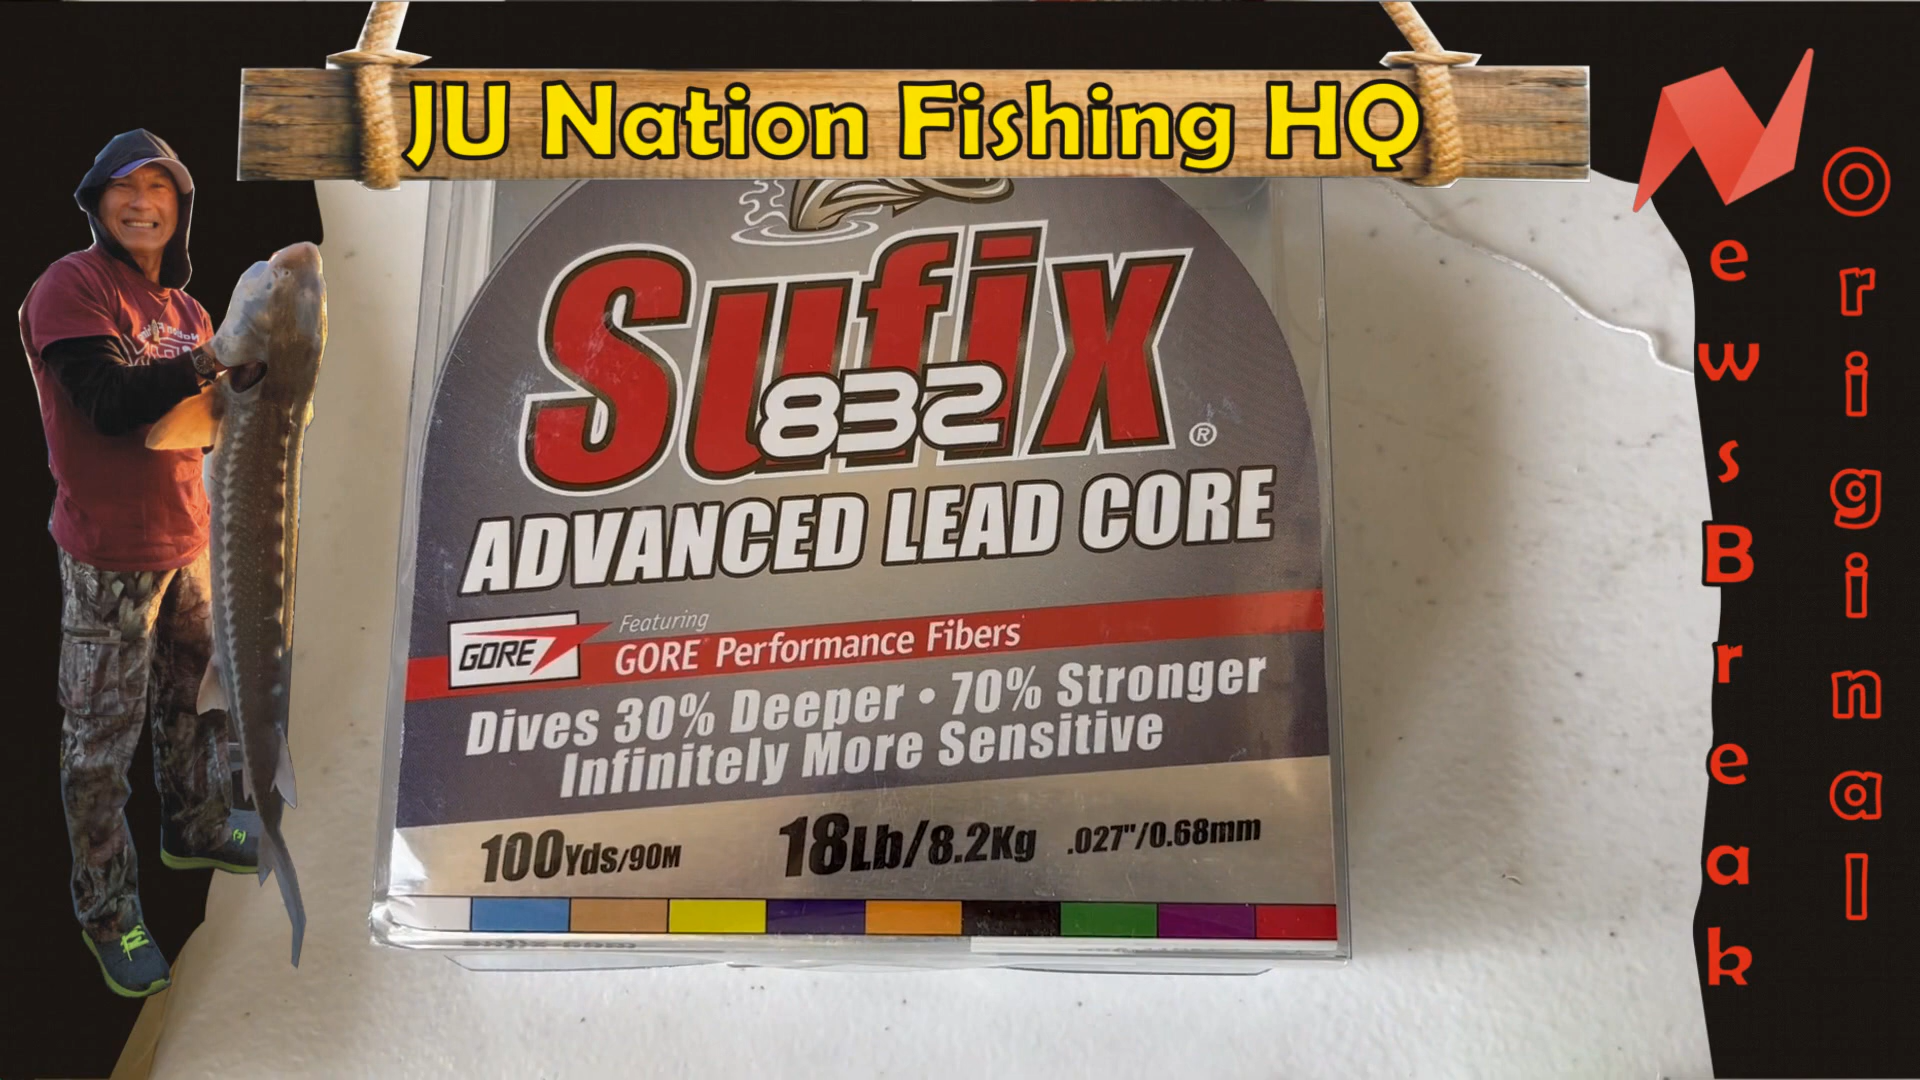 JU Nation Fishing HQ
NewsBreak
Original
Sufix
832
®
ADVANCED LEAD CORE
GORE
Featuring
GORE™ Performance Fibers
Dives 30% Deeper • 70% Stronger
Infinitely More Sensitive
100Yds/90M 18Lb/8.2Kg .027"/0.68mm